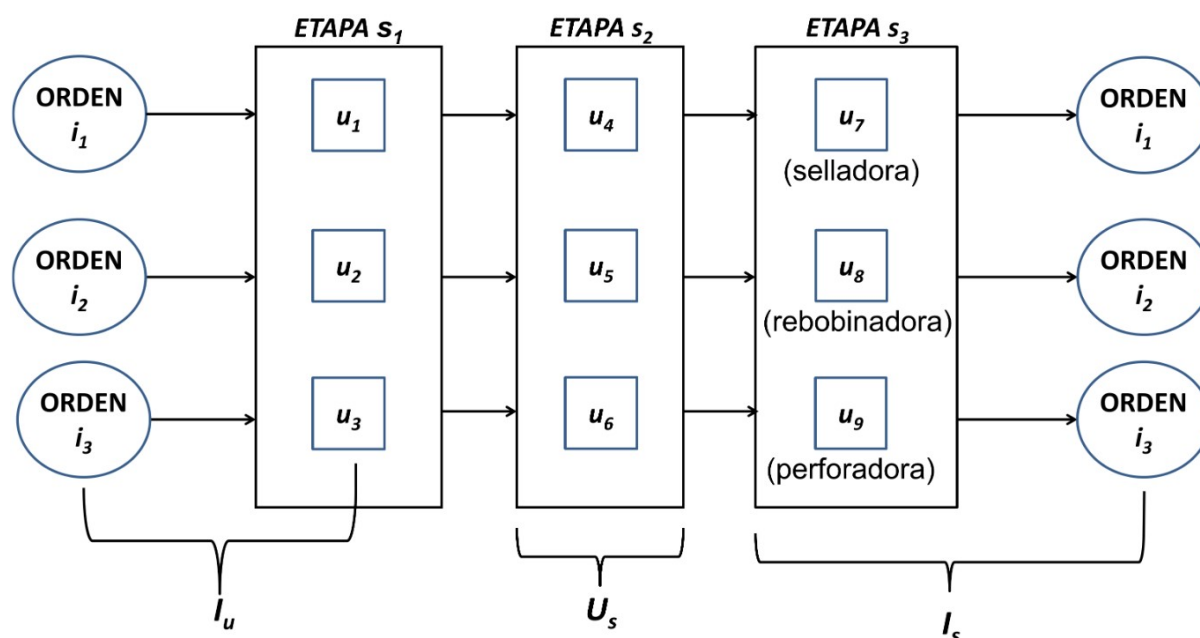 ETAPA s1
ETAPA s2
ETAPA s3
ORDEN
i1
u1
u4
u7
(selladora)
ORDEN
i1
ORDEN
i2
u2
u5
u8
(rebobinadora)
ORDEN
i2
ORDEN
i3
u3
u6
u9
(perforadora)
ORDEN
i3
Iu
Us
Is